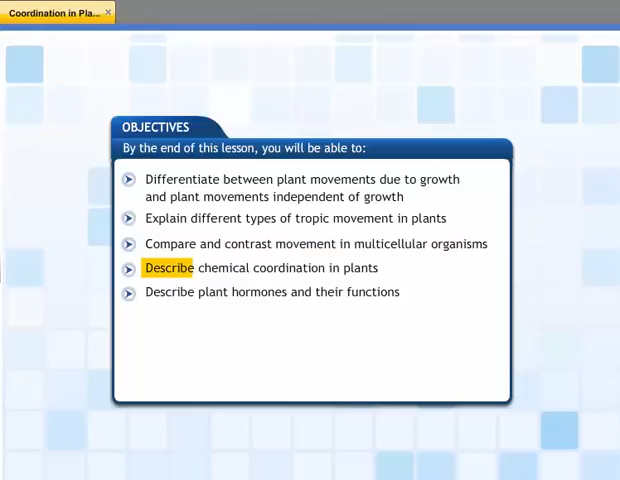 Coordination in Pla...
OBJECTIVES
By the end of this lesson, you will be able to:
Differentiate between plant movements due to growth
and plant movements independent of growth
Explain different types of tropic movement in plants
Compare and contrast movement in multicellular organisms
Describe chemical coordination in plants
Describe plant hormones and their functions